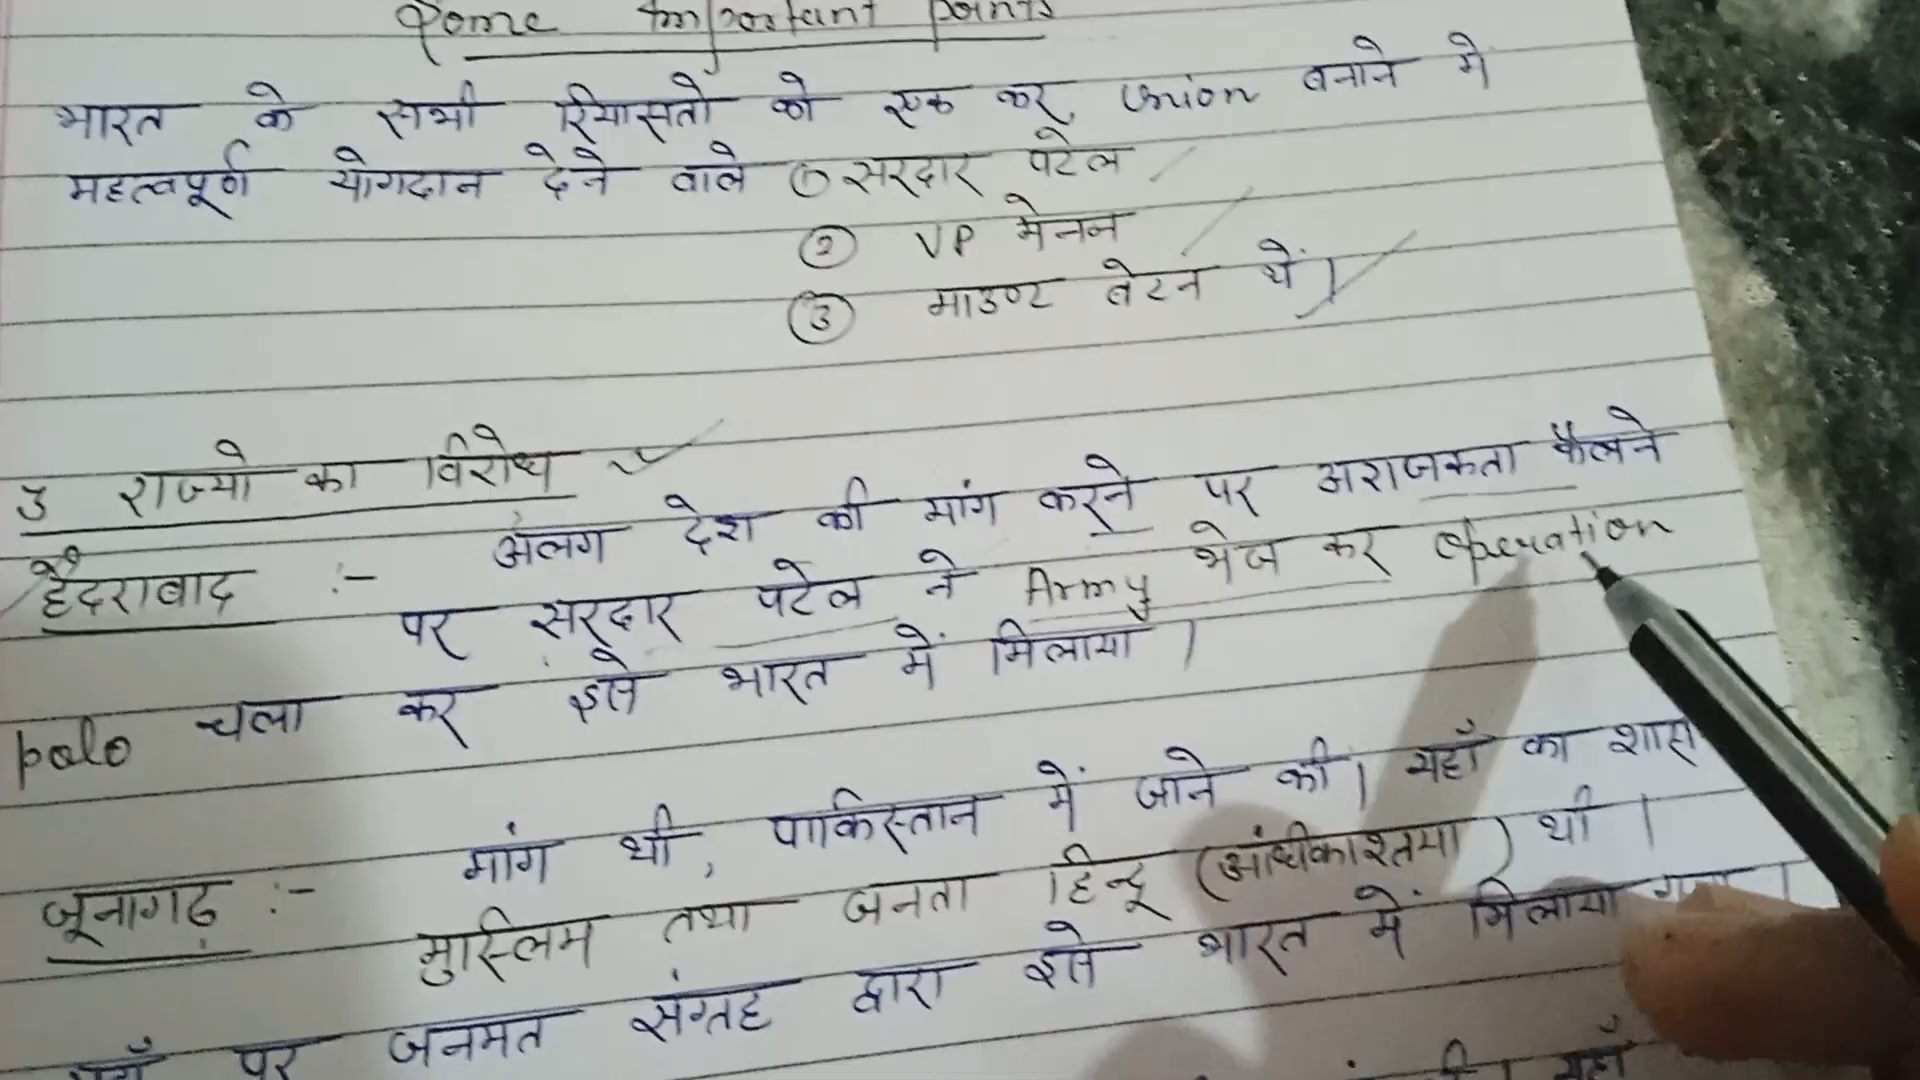 Some Important points
भारत के सभी रियासतों को एक कर, Union बनाने में
महत्वपूर्ण योगदान देने वाले ① सरदार पटेल
② VP मेनन
③ माउण्ट बेटन थें।
3 राज्यो का विरोध
हैदराबाद :- अलग देश की मांग करने पर अराजकता फैलने
पर सरदार पटेल ने Army भेज कर operation
polo चला कर इसे भारत में मिलाया।
जूनागढ़ :- मांग थी, पाकिस्तान में जाने की। यहाँ का शास
मुस्लिम तथा जनता हिन्दू (अधिकाश्तया) थी।
पर जनमत संग्रह द्वारा इसे भारत में मिलाया
यहाँ